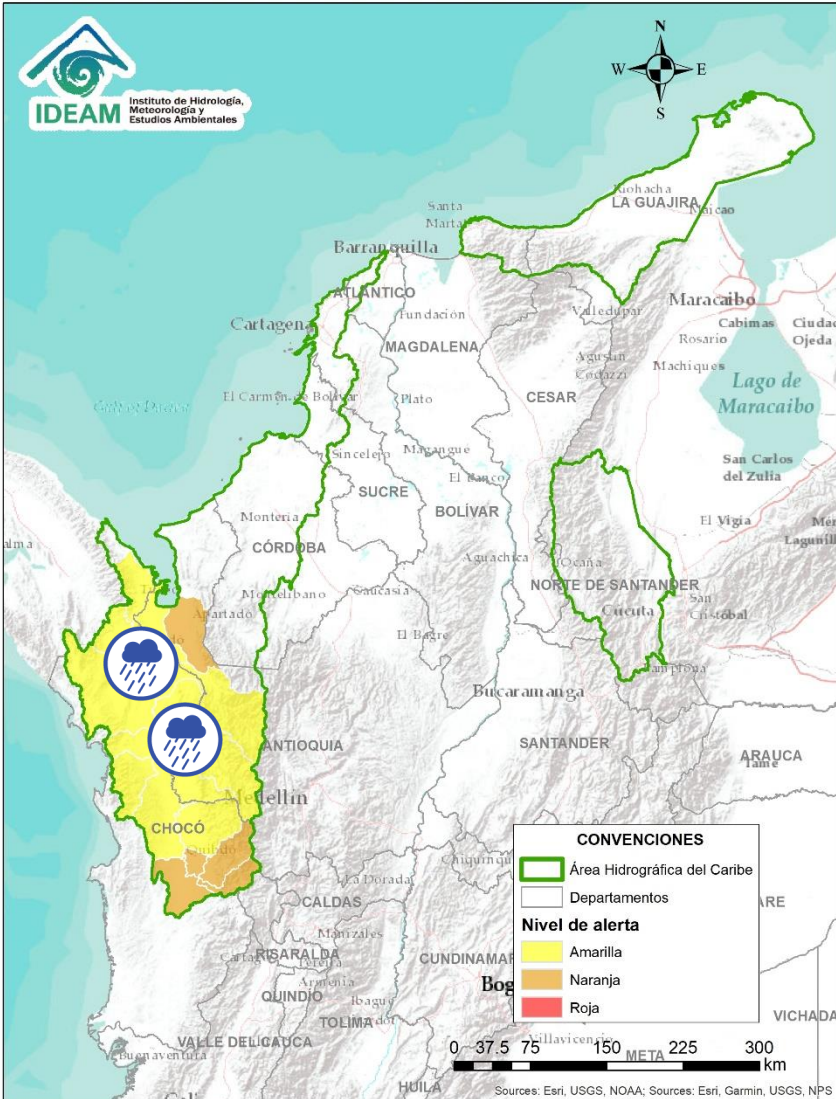 IDEAM
Instituto de Hidrología,
Meteorología y
Estudios Ambientales
N
W
E
S
Riohacha
LA GUAJIRA
Maicao
Santa
Marta
Barranquilla
ATLÁNTICO
Fundación
Valledupar
Maracaibo
Cabimas
Ciudad
Ojeda
Rosario
Cartagena
MAGDALENA
Agustín
Codazzi
Machiques
Lago de
Maracaibo
CESAR
El Carmen de Bolívar
Plato
Sincelejo
Magangue
San Carlos
del Zulia
El Banco
SUCRE
BOLÍVAR
Montería
El Vigía
CÓRDOBA
Aguachica
Ocaña
NORTE DE SANTANDER
Montelíbano
Caucasia
Cúcuta
San
Cristóbal
Apartado
El Bagre
Pamplona
Bucaramanga
ANTIOQUIA
SANTANDER
ARAUCA
Tame
Medellín
CHOCÓ
Quibdó
La Dorada
CALDAS
Manizales
RISARALDA
Pereira
Armenia
QUINDÍO
Ibagué
TOLIMA
VALLE DEL CAUCA
Buenaventura
HUILA
Villavicencio
META
VICHADA
CONVENCIONES
Área Hidrográfica del Caribe
Departamentos
Nivel de alerta
Amarilla
Naranja
Roja
0 37.5 75 150 225 300
km
Sources: Esri, USGS, NOAA; Sources: Esri, Garmin, USGS, NPS